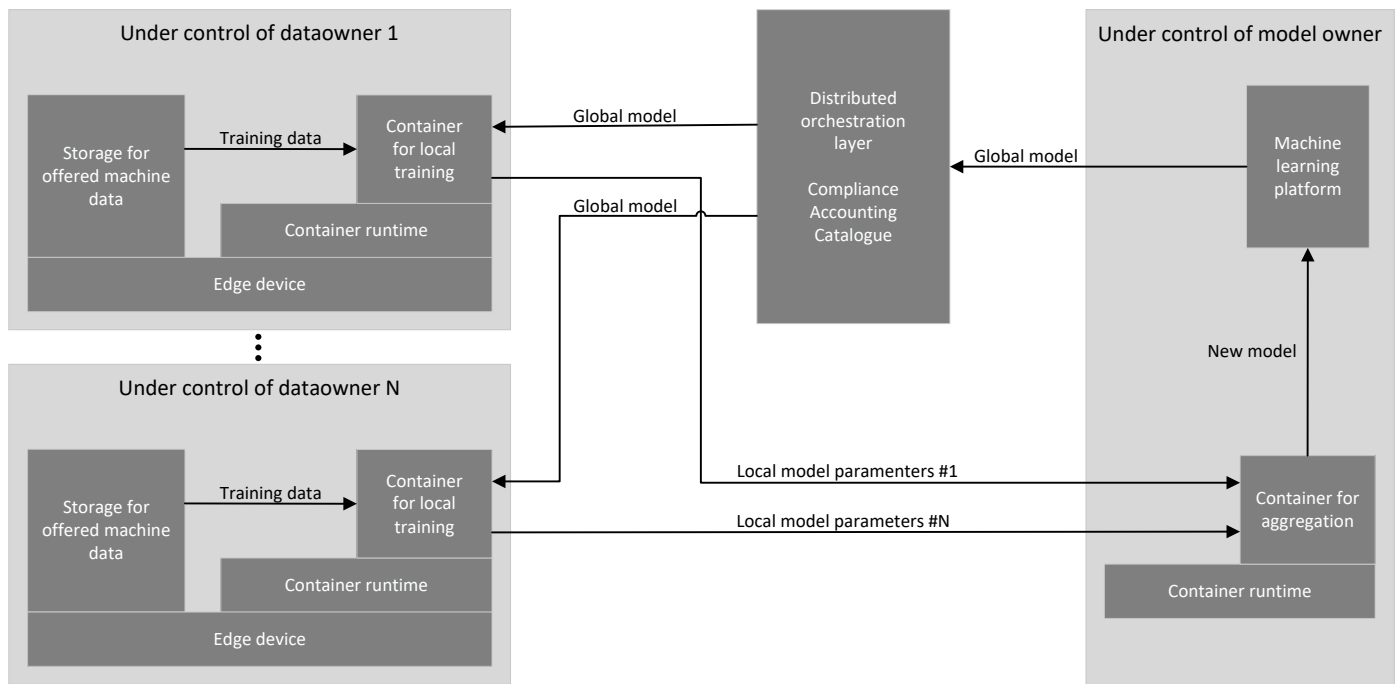 Under control of dataowner 1
Storage for
offered machine
data
Training data
Container
for local
training
Container runtime
Edge device
Global model
Global model
Distributed
orchestration
layer
Compliance
Accounting
Catalogue
Global model
Under control of model owner
Machine
learning
platform
New model
Container for
aggregation
Container runtime
Under control of dataowner N
Storage for
offered machine
data
Training data
Container
for local
training
Container runtime
Edge device
Local model paramenters #1
Local model parameters #N